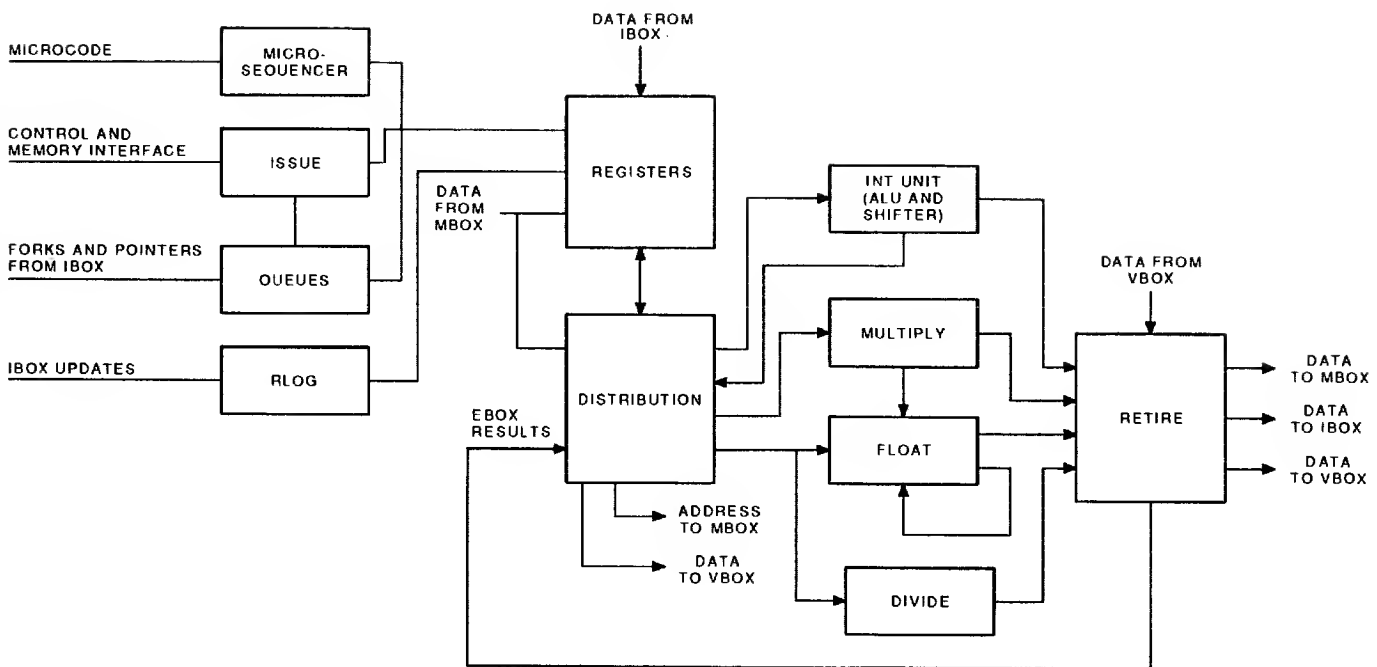 MICROCODE
MICRO-
SEQUENCER
CONTROL AND
MEMORY INTERFACE
ISSUE
FORKS AND POINTERS
FROM IBOX
QUEUES
IBOX UPDATES
RLOG
DATA FROM
IBOX
REGISTERS
DATA
FROM
MBOX
DISTRIBUTION
EBOX
RESULTS
ADDRESS
TO MBOX
DATA
TO VBOX
INT UNIT
(ALU AND
SHIFTER)
MULTIPLY
FLOAT
DIVIDE
DATA FROM
VBOX
RETIRE
DATA
TO MBOX
DATA
TO IBOX
DATA
TO VBOX